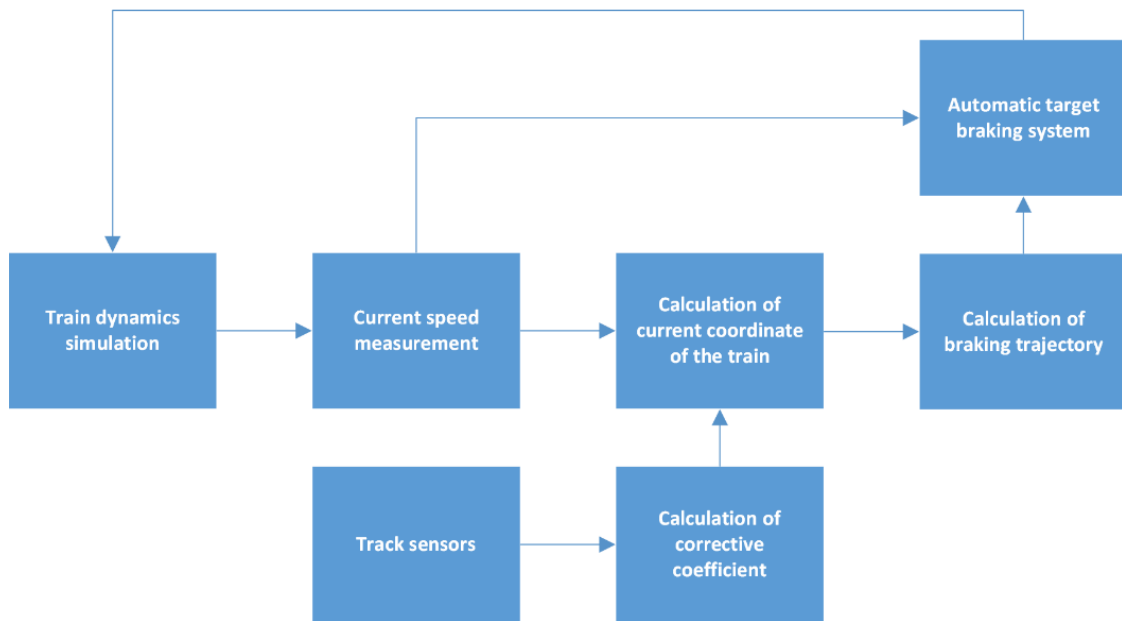 Automatic target
braking system
Train dynamics
simulation
Current speed
measurement
Calculation of
current coordinate
of the train
Calculation of
braking trajectory
Track sensors
Calculation of
corrective
coefficient